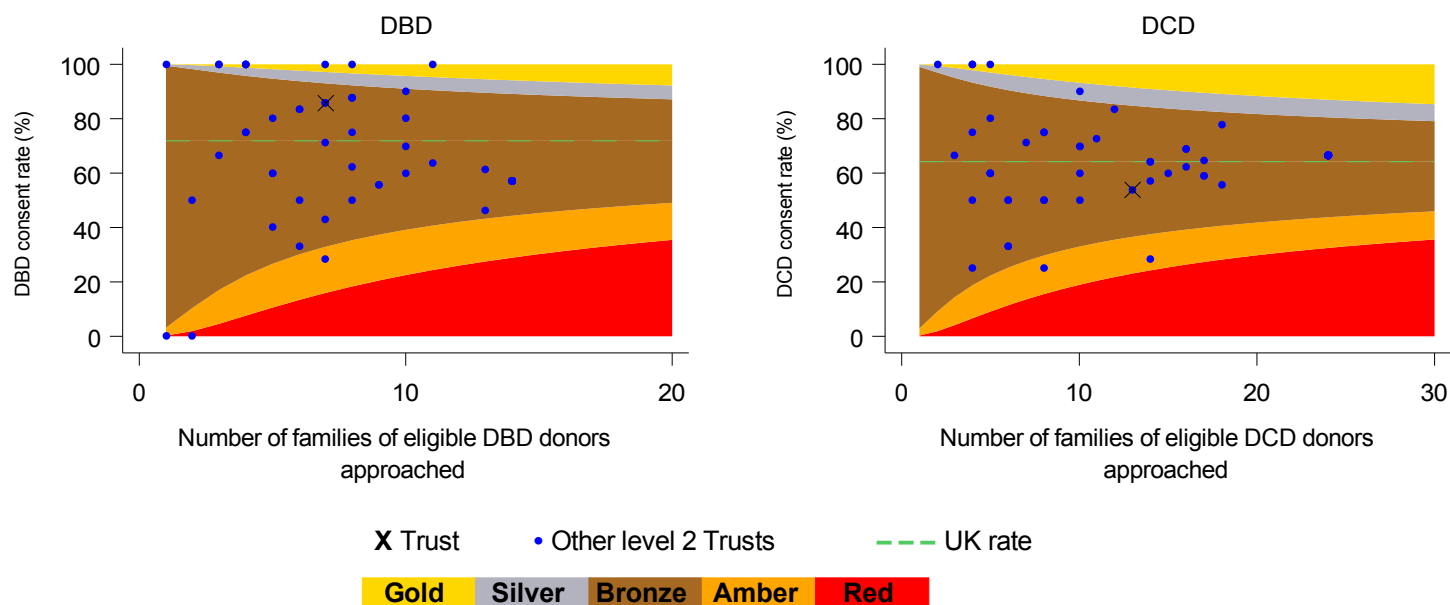 DBD
DBD consent rate (%)
100
80
60
40
20
0
0
10
20
Number of families of eligible DBD donors
approached
DCD
DCD consent rate (%)
100
80
60
40
20
0
0
10
20
30
Number of families of eligible DCD donors
approached
X Trust
Other level 2 Trusts
UK rate
Gold
Silver
Bronze
Amber
Red